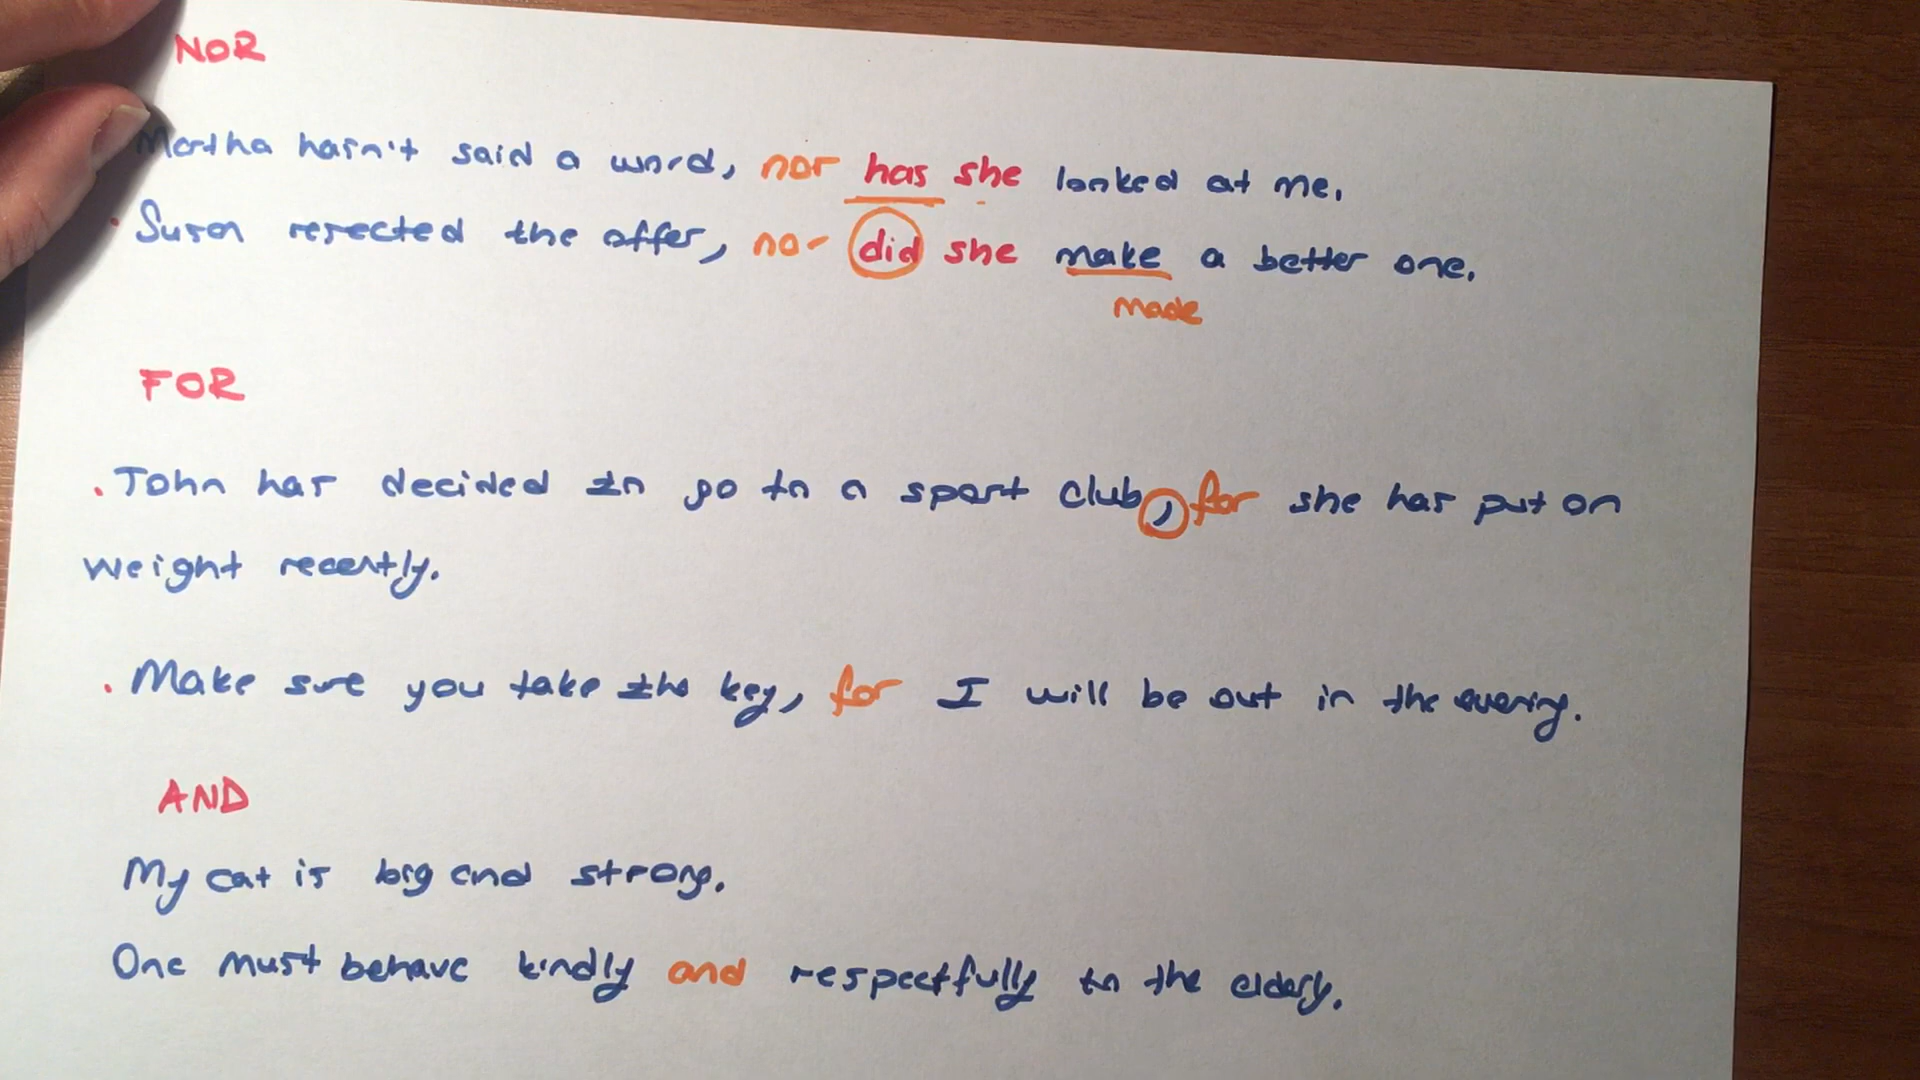 NOR
Martha hasn't said a word, nor has she looked at me.
Susan rejected the offer, nor did she make a better one.
made
FOR
. John has decided to go to a sport club, for she has put on
weight recently.
. Make sure you take the key, for I will be out in the evening.
AND
My cat is big and strong.
One must behave kindly and respectfully to the elderly.